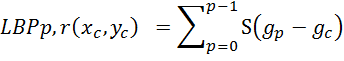 LBPp,r(x_c,y_c) = ∑_{p=0}^{p−1} S(g_p − g_c)